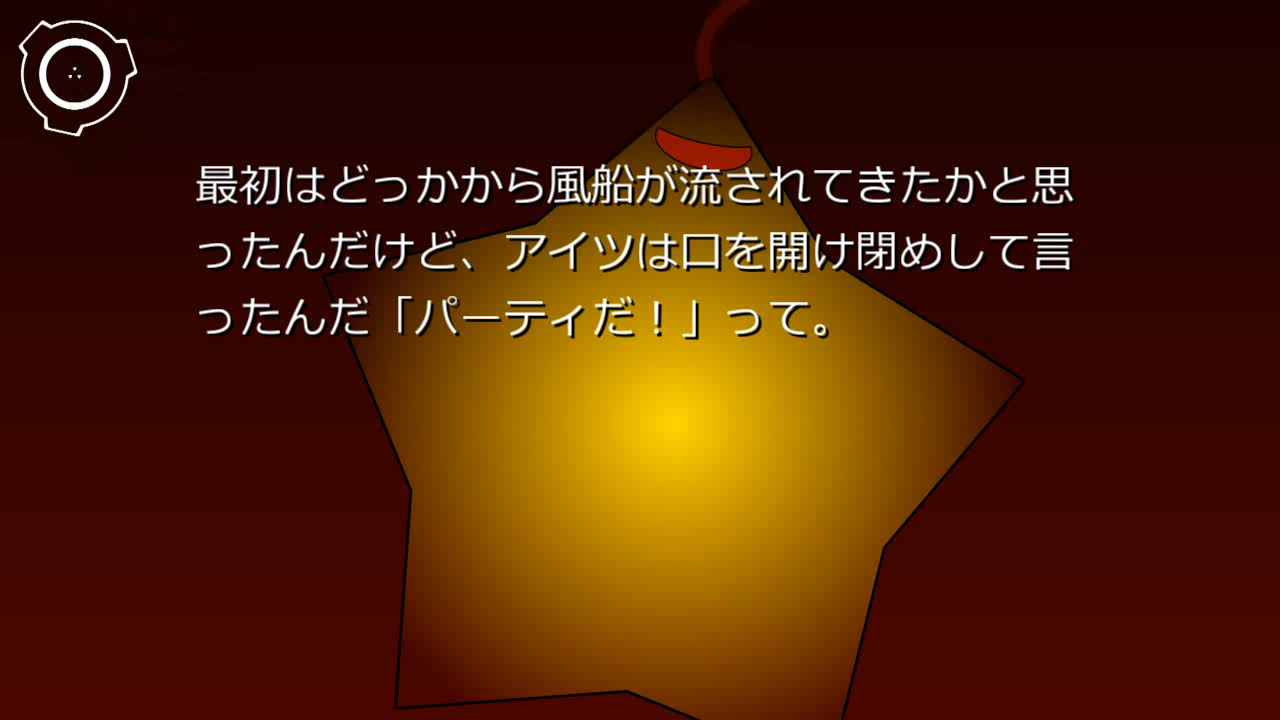 最初はどっかから風船が流されてきたかと思
ったんだけど、アイツは口を開け閉めして言
ったんだ「パーティだ！」って。